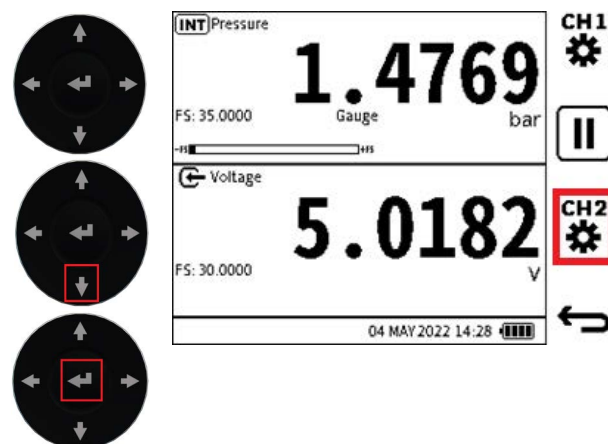 INT Pressure
CH1
1.4769
FS: 35.0000
Gauge
bar
-FS
+FS
Voltage
CH2
5.0182
FS: 30.0000
V
04 MAY 2022 14:28